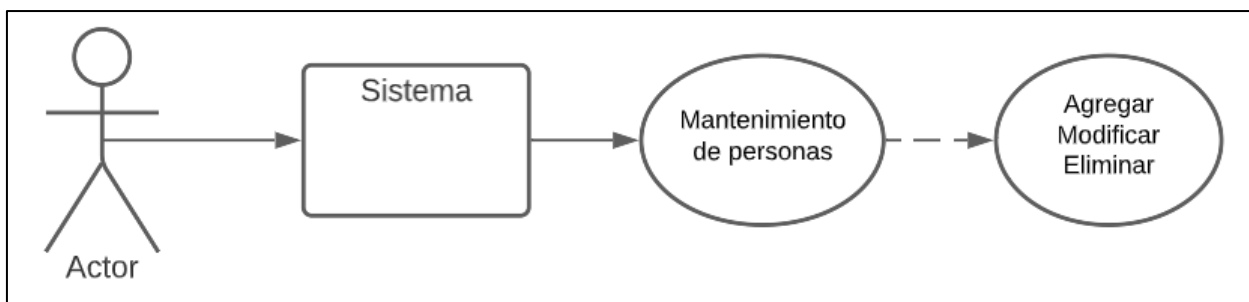 Actor
Sistema
Mantenimiento
de personas
Agregar
Modificar
Eliminar